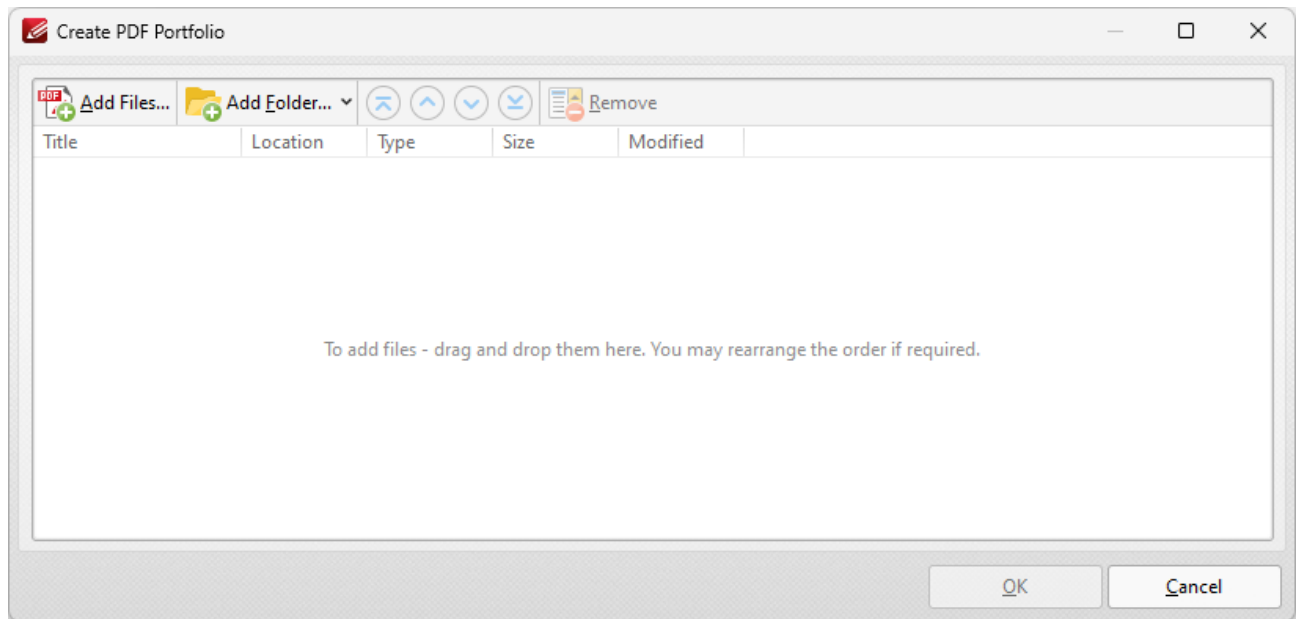 Create PDF Portfolio
PDF Add Files... Add Folder... Remove
Title Location Type Size Modified
To add files - drag and drop them here. You may rearrange the order if required.
OK Cancel